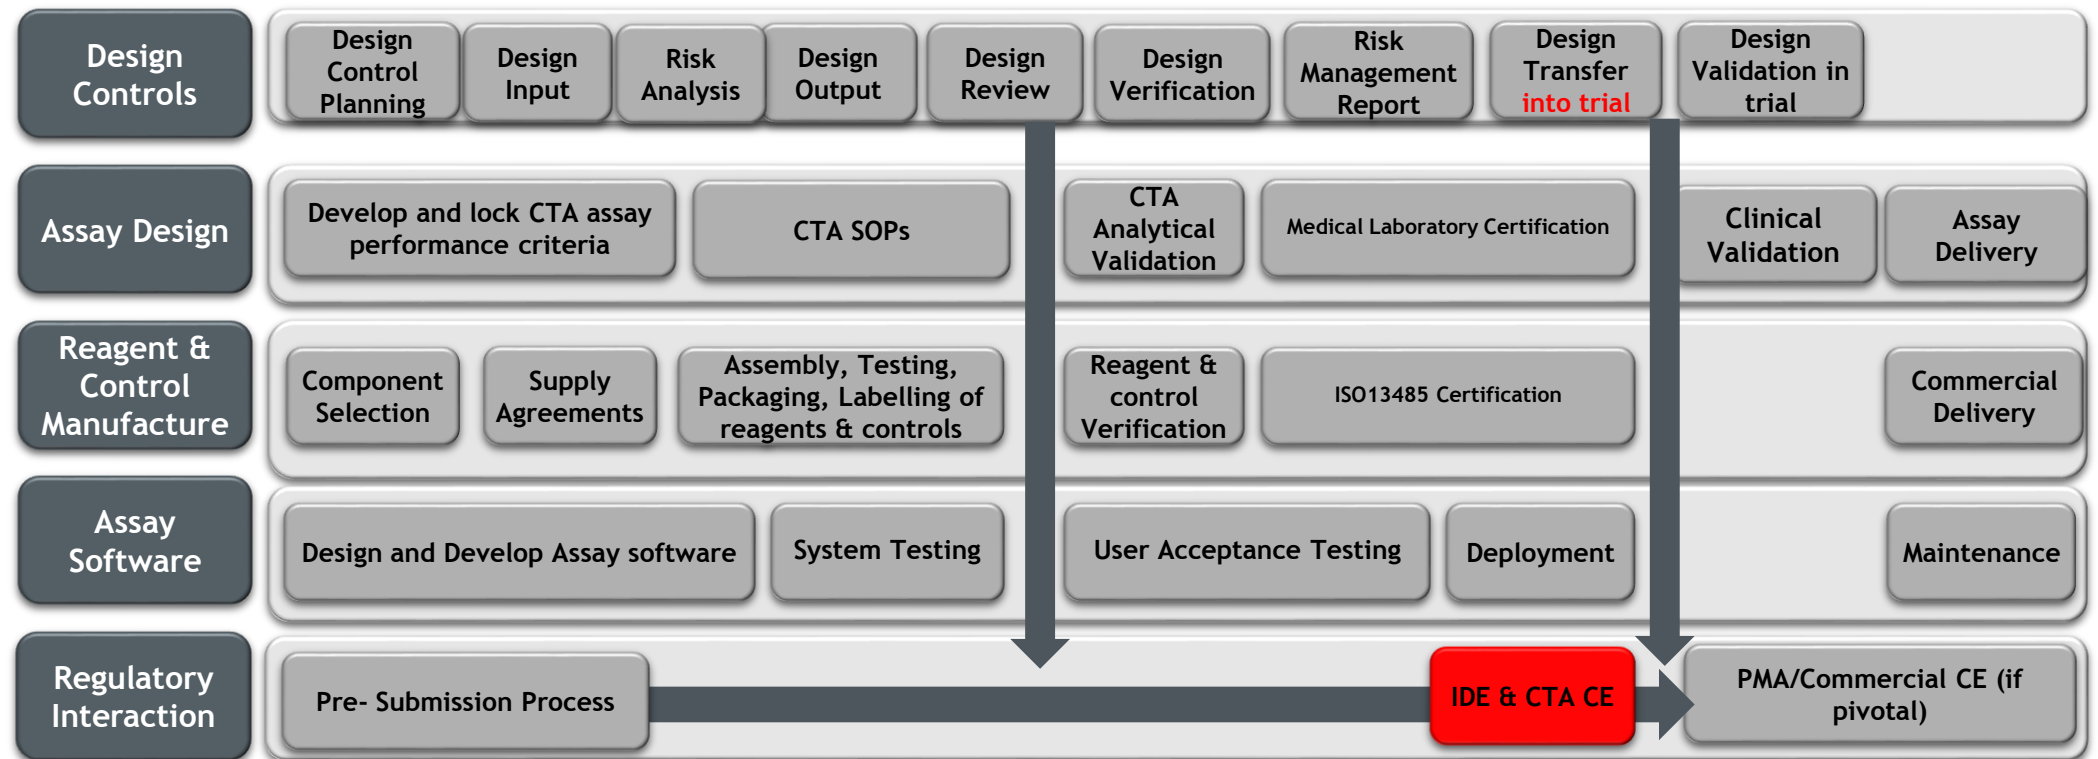 Design
Controls
Design
Control
Planning
Design
Input
Risk
Analysis
Design
Output
Design
Review
Design
Verification
Risk
Management
Report
Design
Transfer
into trial
Design
Validation in
trial
Assay Design
Develop and lock CTA assay
performance criteria
CTA SOPs
CTA
Analytical
Validation
Medical Laboratory Certification
Clinical
Validation
Assay
Delivery
Reagent &
Control
Manufacture
Component
Selection
Supply
Agreements
Assembly, Testing,
Packaging, Labelling of
reagents & controls
Reagent &
control
Verification
ISO13485 Certification
Commercial
Delivery
Assay
Software
Design and Develop Assay software
System Testing
User Acceptance Testing
Deployment
Maintenance
Regulatory
Interaction
Pre- Submission Process
IDE & CTA CE
PMA/Commercial CE (if
pivotal)